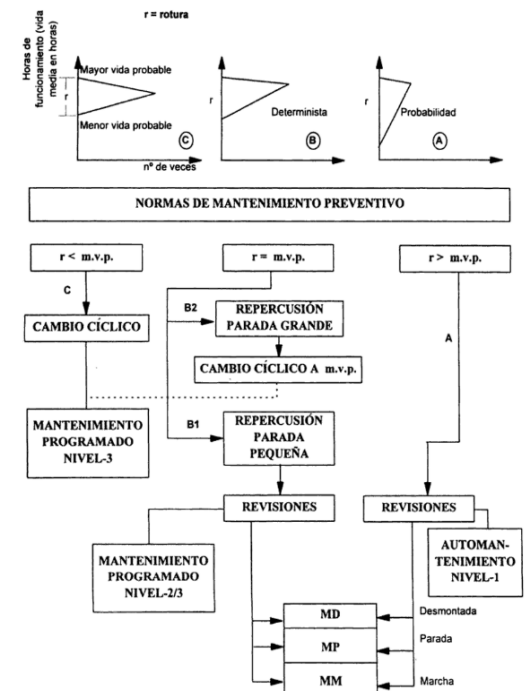 r = rotura
Horas de
funcionamiento (vida
media en horas)
Mayor vida probable
r
Menor vida probable
C
nº de veces
r
Determinista
B
r
Probabilidad
A
NORMAS DE MANTENIMIENTO PREVENTIVO
r < m.v.p.
r = m.v.p.
r > m.v.p.
C
B2
REPERCUSIÓN
PARADA GRANDE
CAMBIO CÍCLICO
A
CAMBIO CÍCLICO A m.v.p.
MANTENIMIENTO
PROGRAMADO
NIVEL-3
B1
REPERCUSIÓN
PARADA
PEQUEÑA
REVISIONES
REVISIONES
MANTENIMIENTO
PROGRAMADO
NIVEL-2/3
AUTOMAN-
TENIMIENTO
NIVEL-1
MD
Desmontada
MP
Parada
MM
Marcha